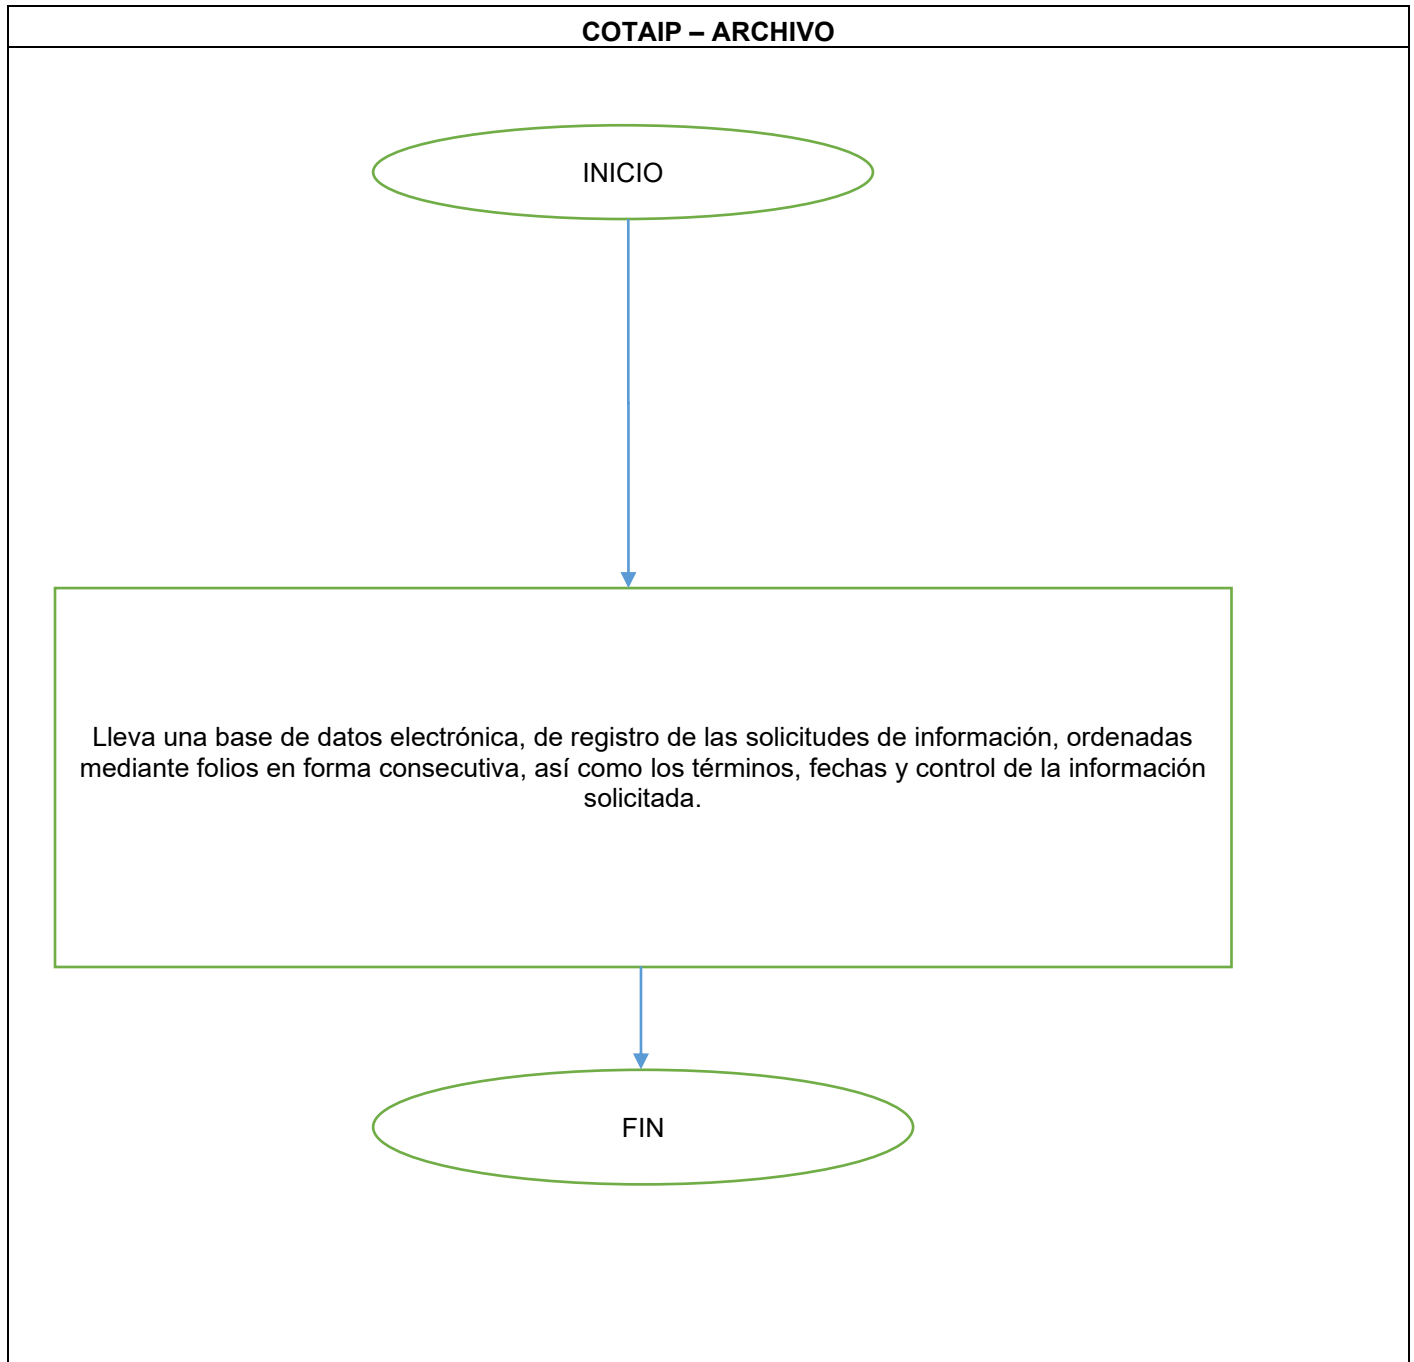 COTAIP – ARCHIVO
INICIO
Lleva una base de datos electrónica, de registro de las solicitudes de información, ordenadas
mediante folios en forma consecutiva, así como los términos, fechas y control de la información
solicitada.
FIN